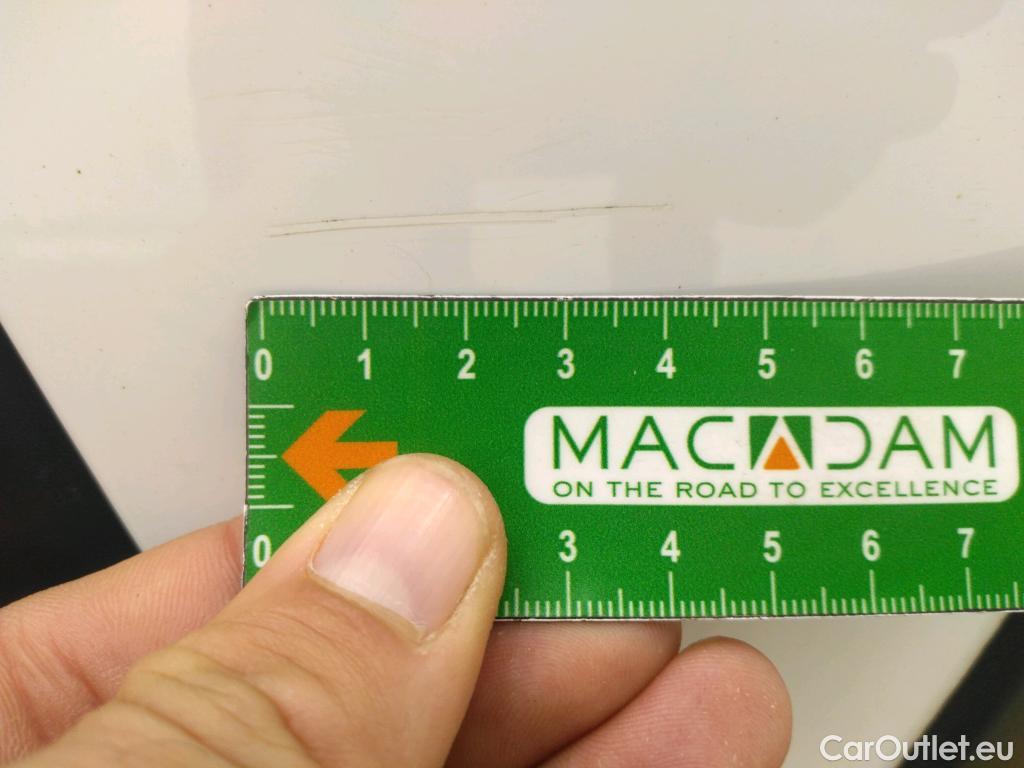 0 1 2 3 4 5 6 7
MACADAM
ON THE ROAD TO EXCELLENCE
0 3 4 5 6 7
CarOutlet.eu